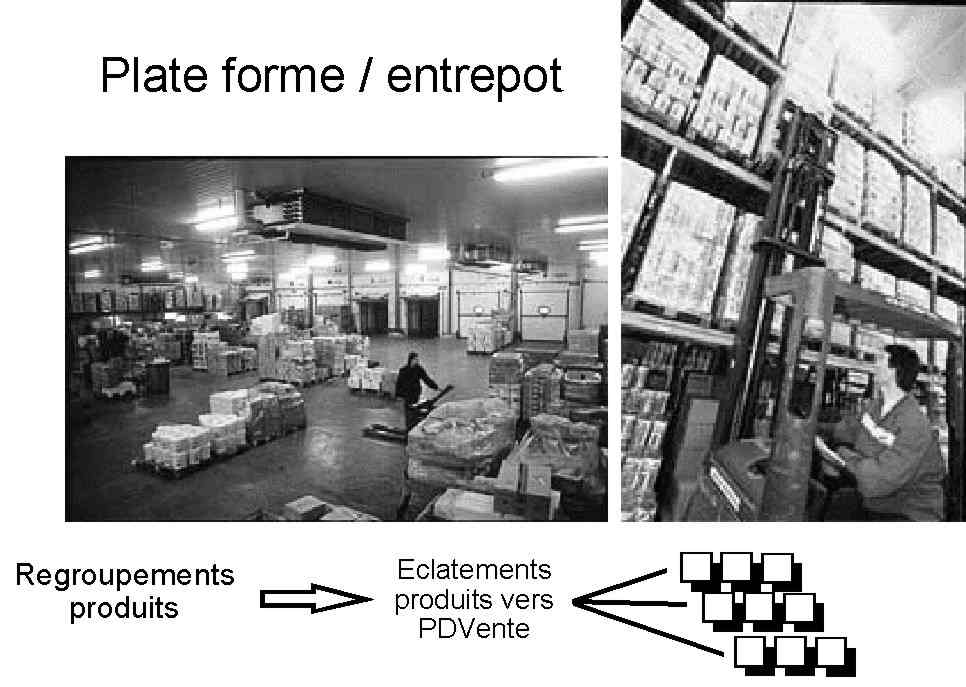 Plate forme / entrepot
Regroupements
produits
Eclatements
produits vers
PDVente